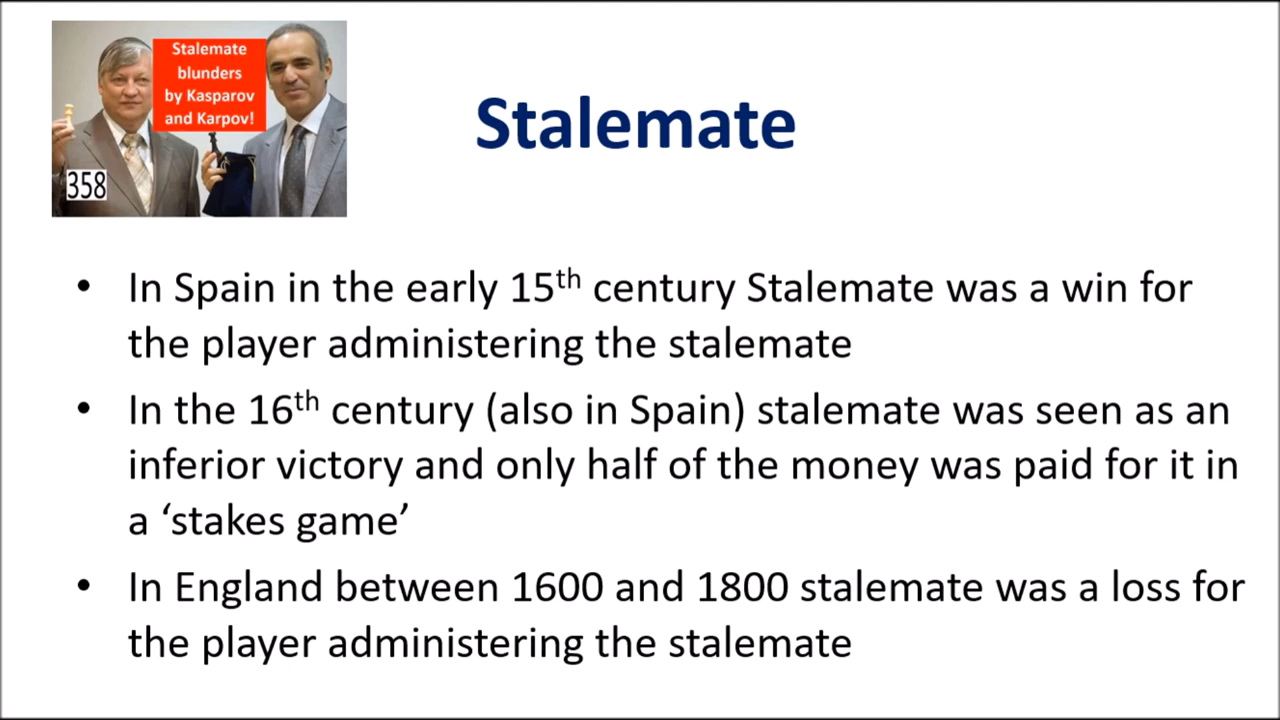 Stalemate
blunders
by Kasparov
and Karpov!
358
Stalemate
• In Spain in the early 15th century Stalemate was a win for
the player administering the stalemate
• In the 16th century (also in Spain) stalemate was seen as an
inferior victory and only half of the money was paid for it in
a ‘stakes game’
• In England between 1600 and 1800 stalemate was a loss for
the player administering the stalemate